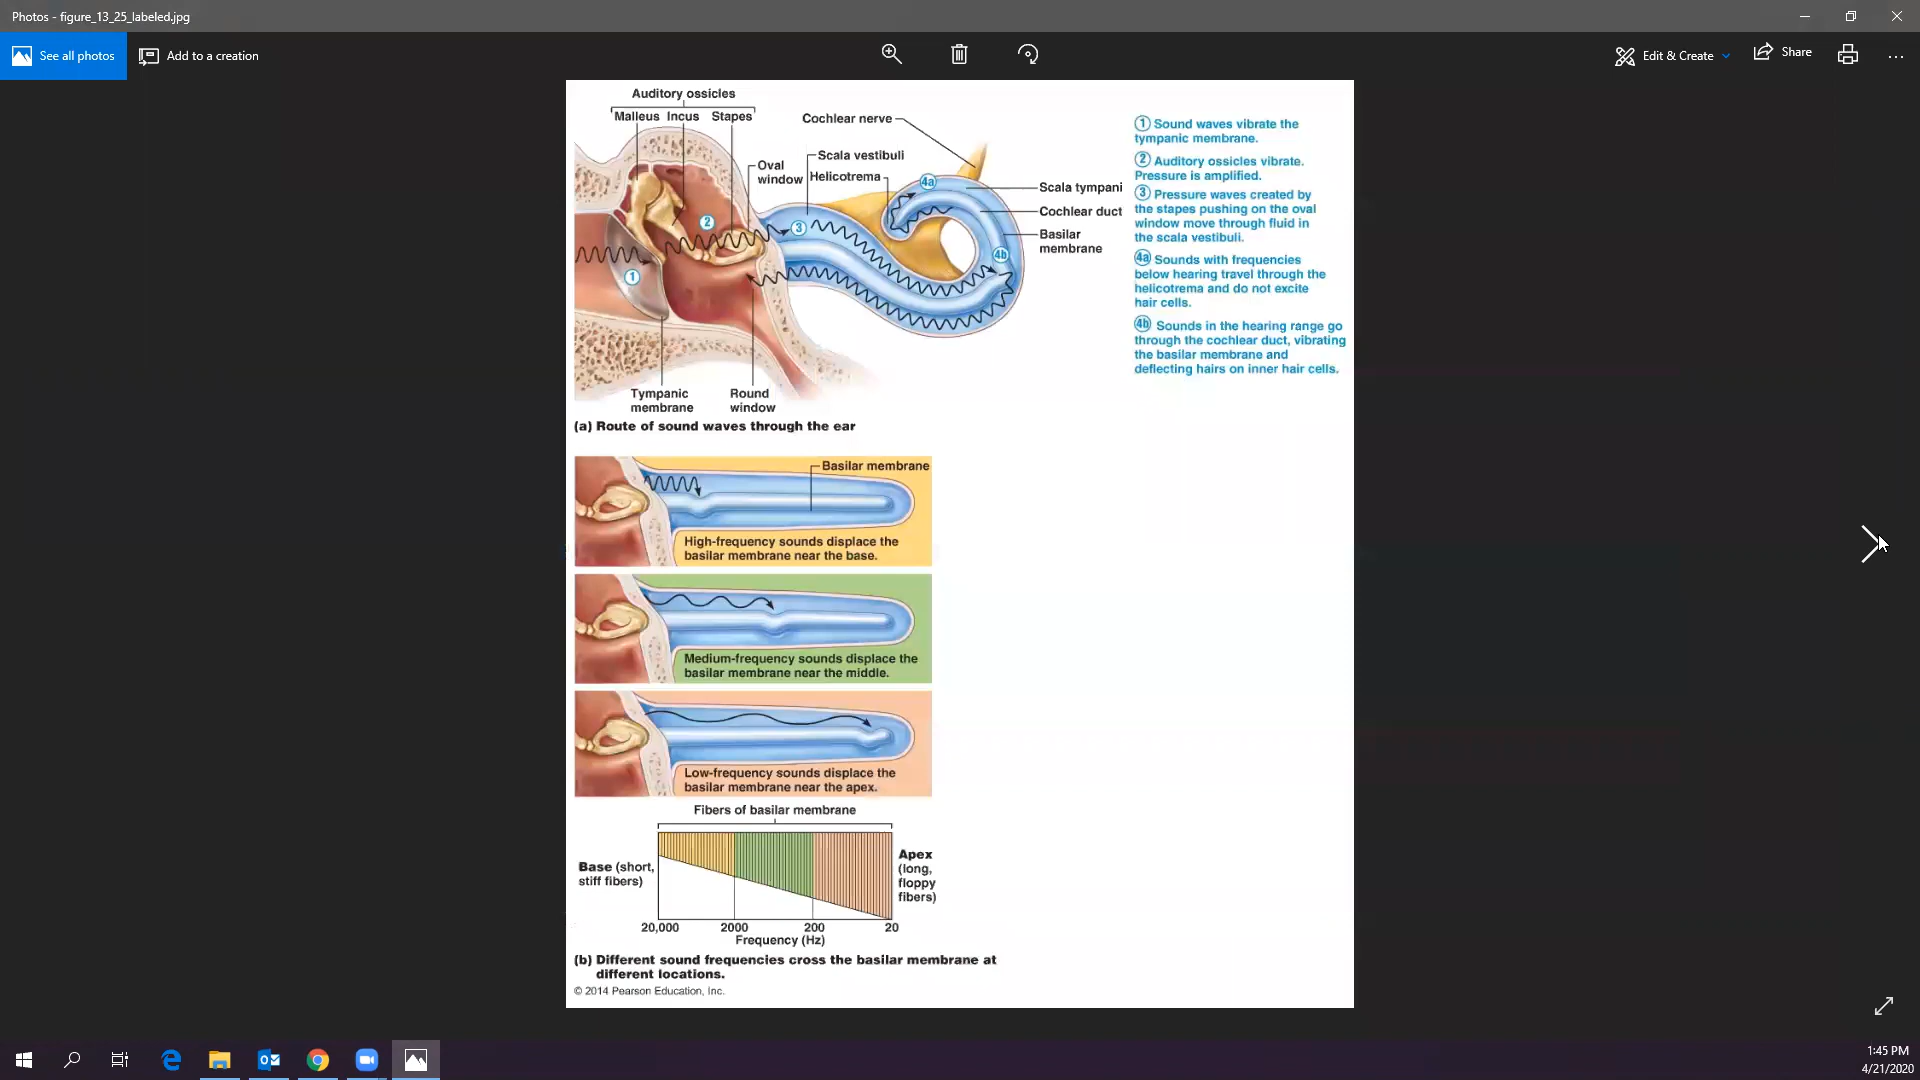 Photos - figure_13_25_labeled.jpg
See all photos
Add to a creation
Edit & Create
Share
Auditory ossicles
Malleus Incus Stapes
Cochlear nerve
Oval
window
Scala vestibuli
Helicotrema
4a
Scala tympani
Cochlear duct
Basilar
membrane
2
3
4b
1
Tympanic
membrane
Round
window
1 Sound waves vibrate the
tympanic membrane.
2 Auditory ossicles vibrate.
Pressure is amplified.
3 Pressure waves created by
the stapes pushing on the oval
window move through fluid in
the scala vestibuli.
4a Sounds with frequencies
below hearing travel through the
helicotrema and do not excite
hair cells.
4b Sounds in the hearing range go
through the cochlear duct, vibrating
the basilar membrane and
deflecting hairs on inner hair cells.
(a) Route of sound waves through the ear
Basilar membrane
High-frequency sounds displace the
basilar membrane near the base.
Medium-frequency sounds displace the
basilar membrane near the middle.
Low-frequency sounds displace the
basilar membrane near the apex.
Fibers of basilar membrane
Base (short,
stiff fibers)
Apex
(long,
floppy
fibers)
20,000 2000 200 20
Frequency (Hz)
(b) Different sound frequencies cross the basilar membrane at
different locations.
© 2014 Pearson Education, Inc.
1:45 PM
4/21/2020